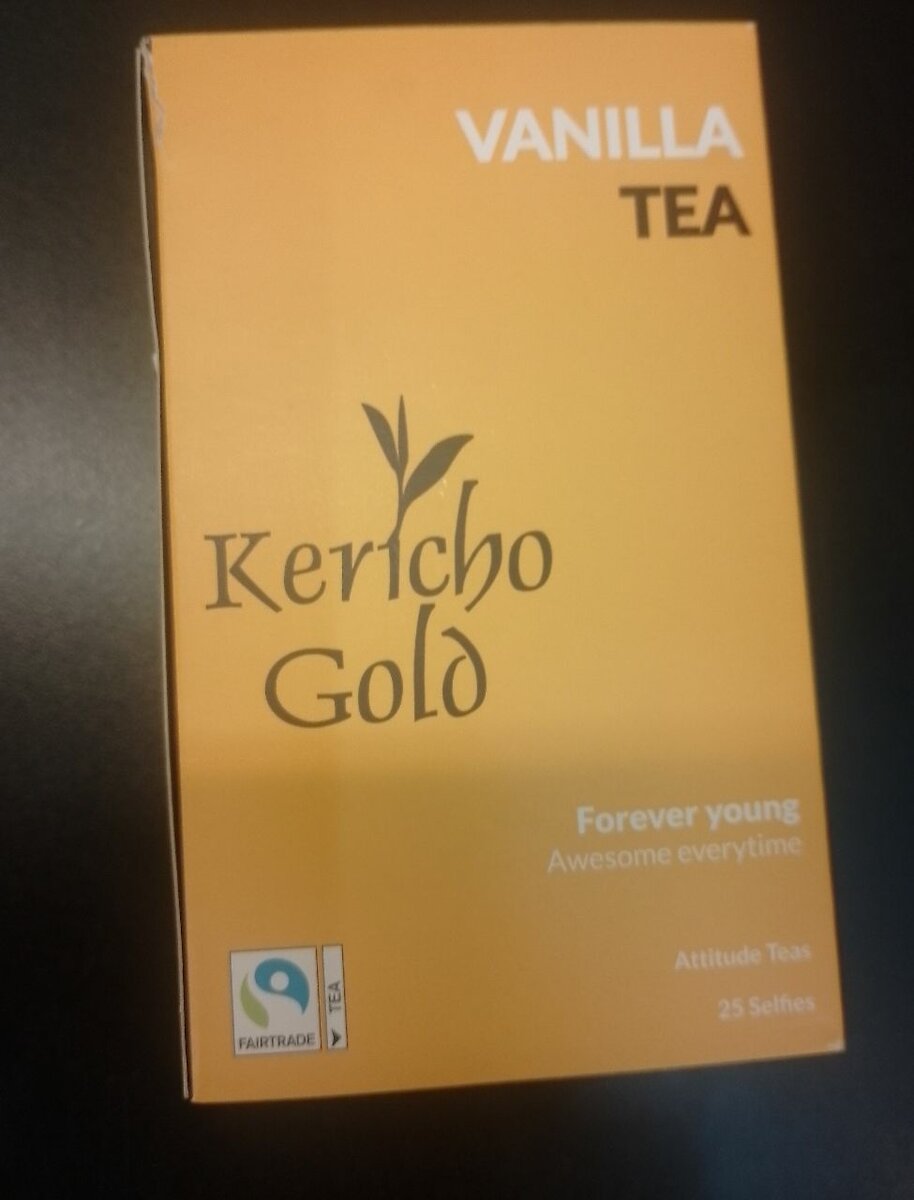 VANILLA
TEA
Kericho
Gold
Forever young
Awesome everytime
Attitude Teas
25 Selfies
FAIRTRADE
TEA